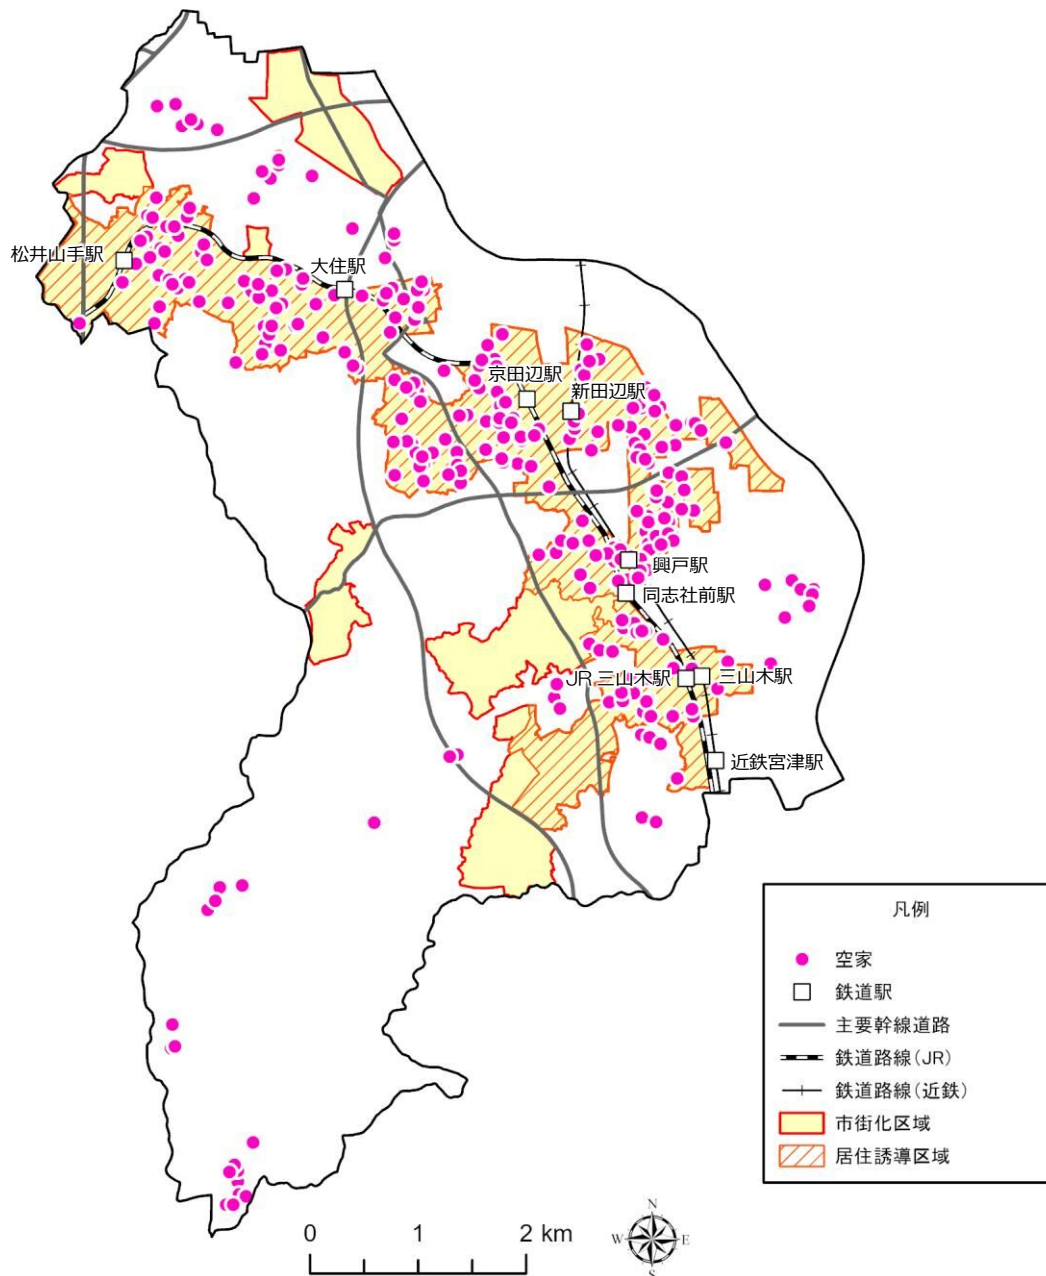 松井山手駅
大住駅
京田辺駅
新田辺駅
興戸駅
同志社前駅
JR 三山木駅
三山木駅
近鉄宮津駅
凡例
空家
鉄道駅
主要幹線道路
鉄道路線(JR)
鉄道路線(近鉄)
市街化区域
居住誘導区域
0 1 2 km
N
W E
S